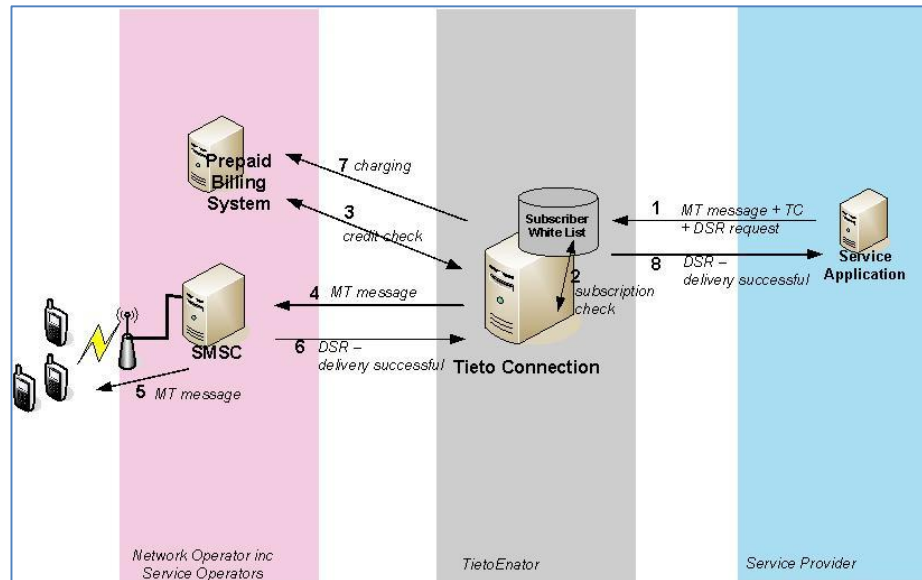 Prepaid
Billing
System
7 charging
3
credit check
Subscriber
White List
1
MT message + TC
+ DSR request
Service
Application
8 DSR –
delivery successful
2
subscription
check
4 MT message
SMSC
6 DSR –
delivery successful
Tieto Connection
5 MT message
Network Operator inc
Service Operators
TietoEnator
Service Provider